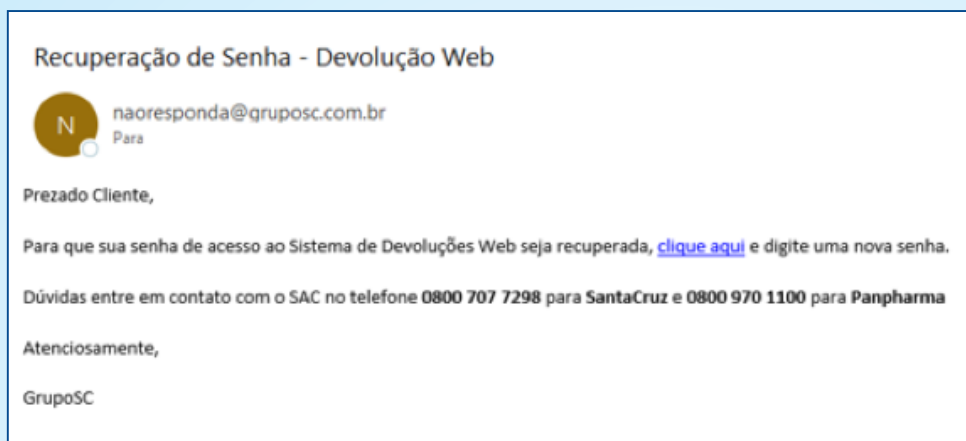 Recuperação de Senha - Devolução Web
N
naoresponda@gruposc.com.br
Para
Prezado Cliente,
Para que sua senha de acesso ao Sistema de Devoluções Web seja recuperada, clique aqui e digite uma nova senha.
Dúvidas entre em contato com o SAC no telefone 0800 707 7298 para SantaCruz e 0800 970 1100 para Panpharma
Atenciosamente,
GrupoSC